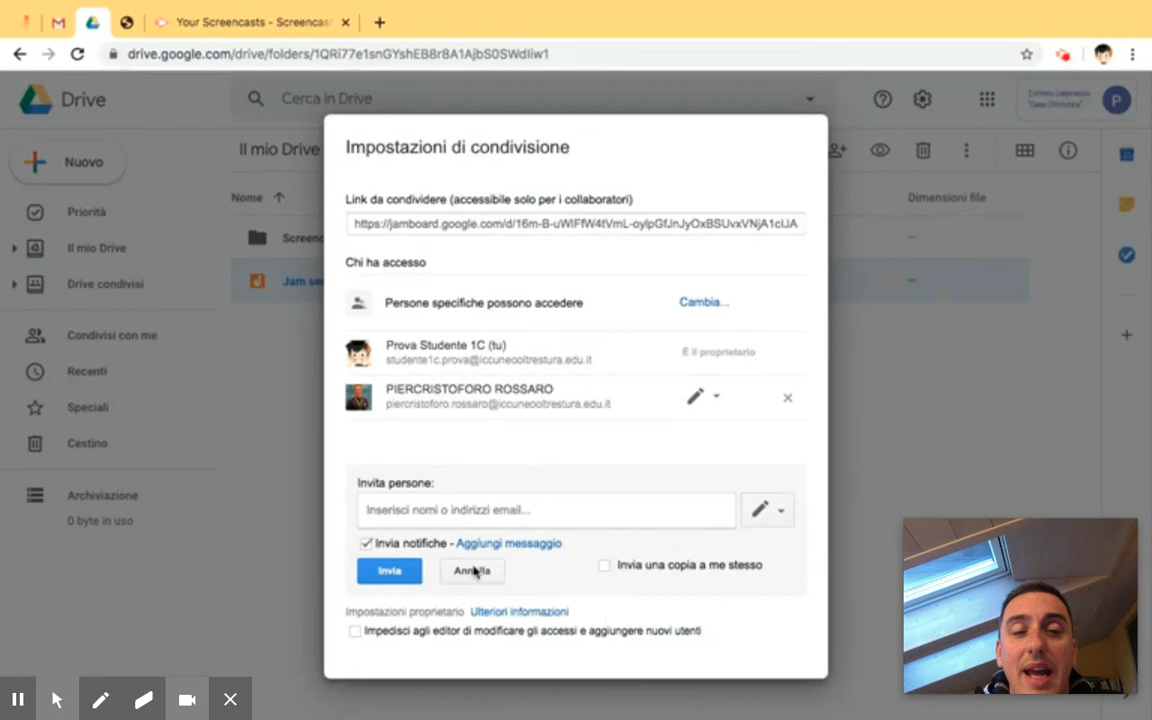 Your Screencasts - Screencas
drive.google.com/drive/folders/1QRi77e1snGYshEB8r8A1AjbS0SWdIiw1
Drive
Cerca in Drive
P
Nuovo
Il mio Drive
Impostazioni di condivisione
Nome
Dimensioni file
Priorità
Link da condividere (accessibile solo per i collaboratori)
https://jamboard.google.com/d/16m-B-uWlFfW4tVmL-oylpGfJnJyOxBSUvxVNjA1cIJA
Il mio Drive
Screenc
Chi ha accesso
Drive condivisi
Jam se
Persone specifiche possono accedere
Cambia...
Condivisi con me
Prova Studente 1C (tu)
È il proprietario
studente1c.prova@iccuneooltrestura.edu.it
Recenti
PIERCRISTOFORO ROSSARO
piercristoforo.rossaro@iccuneooltrestura.edu.it
Speciali
Cestino
Invita persone:
Archiviazione
Inserisci nomi o indirizzi email...
0 byte in uso
Invia notifiche - Aggiungi messaggio
Invia
Annulla
Invia una copia a me stesso
Impostazioni proprietario Ulteriori informazioni
Impedisci agli editor di modificare gli accessi e aggiungere nuovi utenti